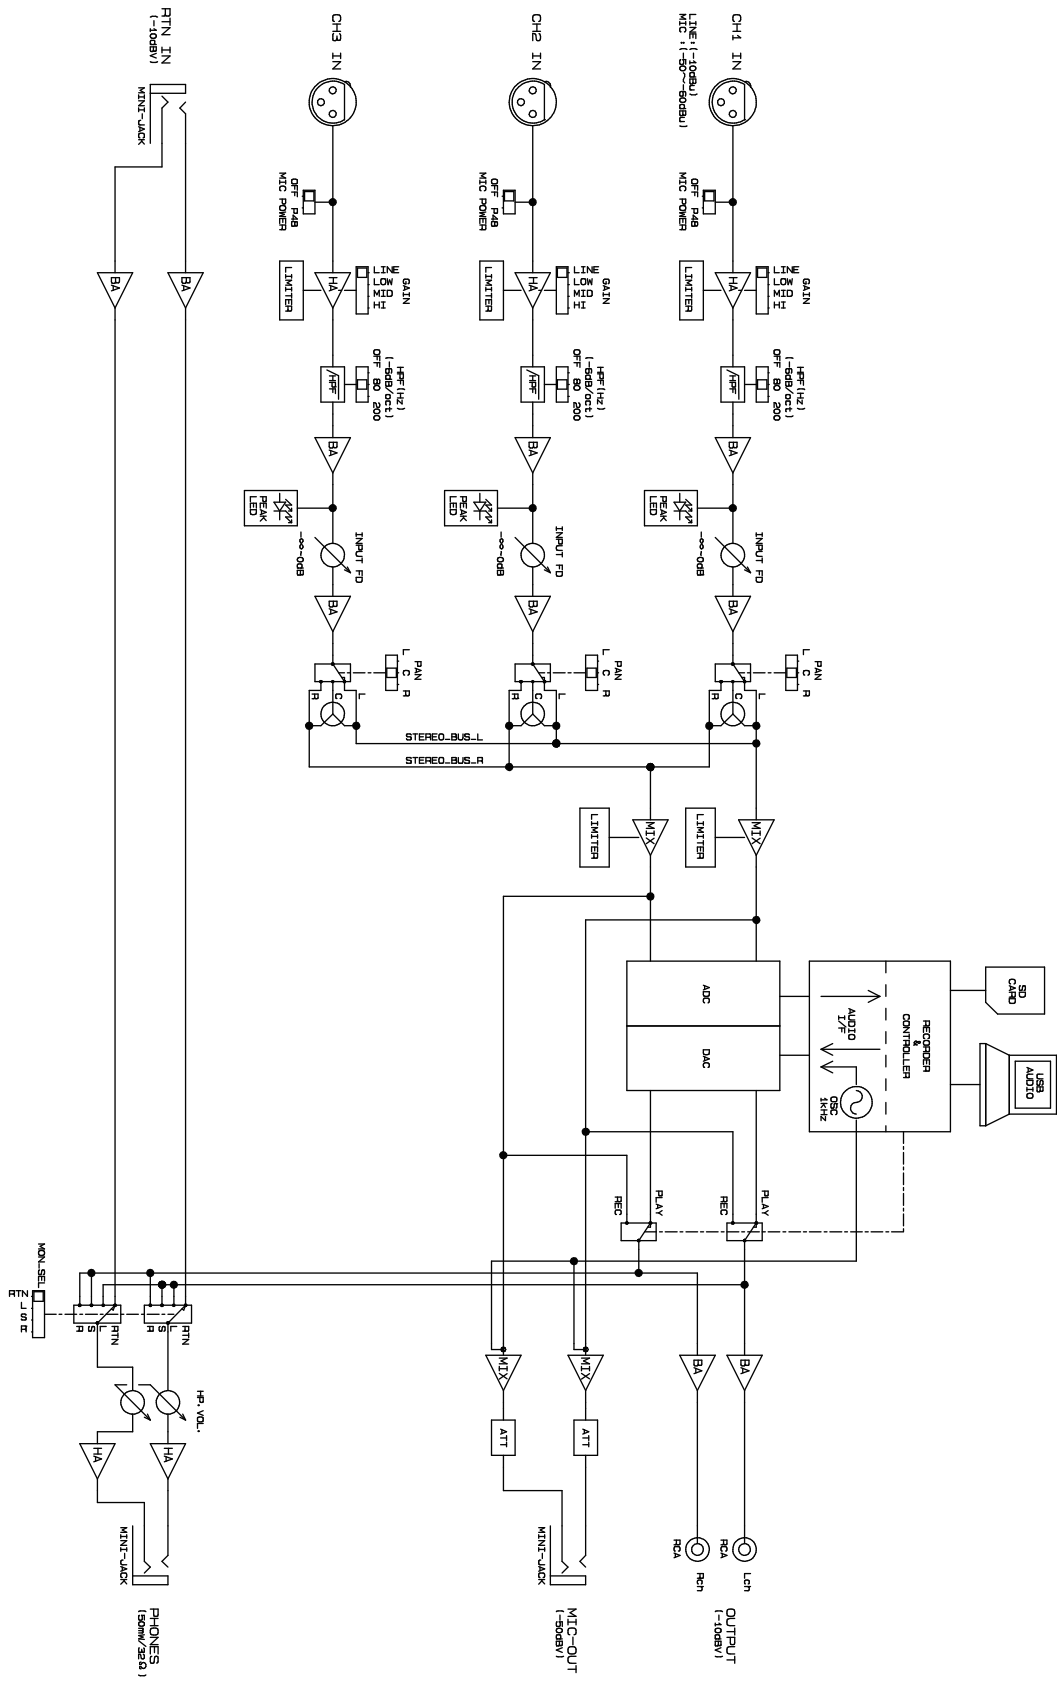 CH1 IN
LINE:(-10dBu)
MIC :(-50~-60dBu)
OFF P48
MIC POWER
HA
LIMITER
LINE
LOW
MID
HI
GAIN
HPF(Hz)
(-6dB/oct)
OFF 80 200
HPF
BA
PEAK
LED
INPUT FD
-∞-0dB
BA
PAN
L C R
L
C
R
CH2 IN
OFF P48
MIC POWER
HA
LIMITER
LINE
LOW
MID
HI
GAIN
HPF(Hz)
(-6dB/oct)
OFF 80 200
HPF
BA
PEAK
LED
INPUT FD
-∞-0dB
BA
PAN
L C R
L
C
R
CH3 IN
OFF P48
MIC POWER
HA
LIMITER
LINE
LOW
MID
HI
GAIN
HPF(Hz)
(-6dB/oct)
OFF 80 200
HPF
BA
PEAK
LED
INPUT FD
-∞-0dB
BA
PAN
L C R
L
C
R
STEREO_BUS_L
STEREO_BUS_R
MIX
LIMITER
MIX
LIMITER
ADC
DAC
SD
CARD
USB
AUDIO
RECORDER
&
CONTROLLER
AUDIO
I/F
OSC
1kHz
PLAY
REC
PLAY
REC
BA
BA
RCA
Lch
RCA
Rch
OUTPUT
(-10dBV)
MIX
MIX
ATT
ATT
MINI-JACK
MIC-OUT
(-50dBV)
RTN IN
(-10dBV)
MINI-JACK
BA
BA
MON_SEL
RTN
L
S
R
RTN
L
S
R
RTN
L
S
R
HP. VOL.
HA
HA
MINI-JACK
PHONES
(50mW/32Ω)